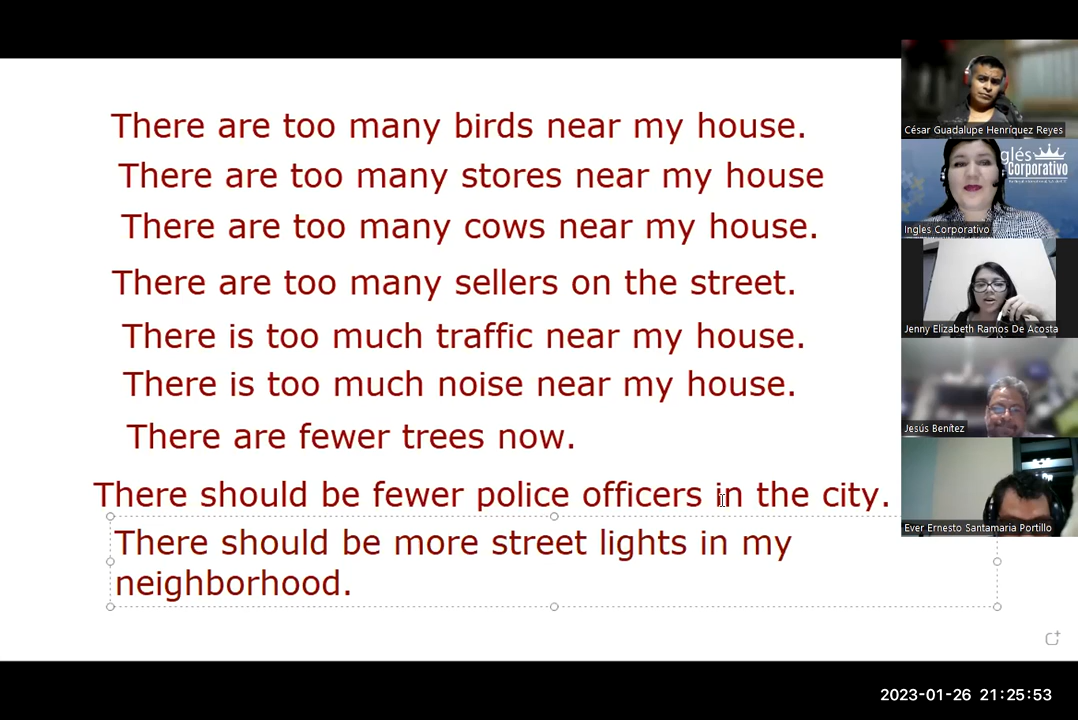 There are too many birds near my house.
There are too many stores near my house
There are too many cows near my house.
There are too many sellers on the street.
There is too much traffic near my house.
There is too much noise near my house.
There are fewer trees now.
There should be fewer police officers in the city.
There should be more street lights in my
neighborhood.
César Guadalupe Henríquez Reyes
glés
Corporativo
Ingles Corporativo
Jenny Elizabeth Ramos De Acosta
Jesús Benítez
Ever Ernesto Santamaria Portillo
2023-01-26 21:25:53